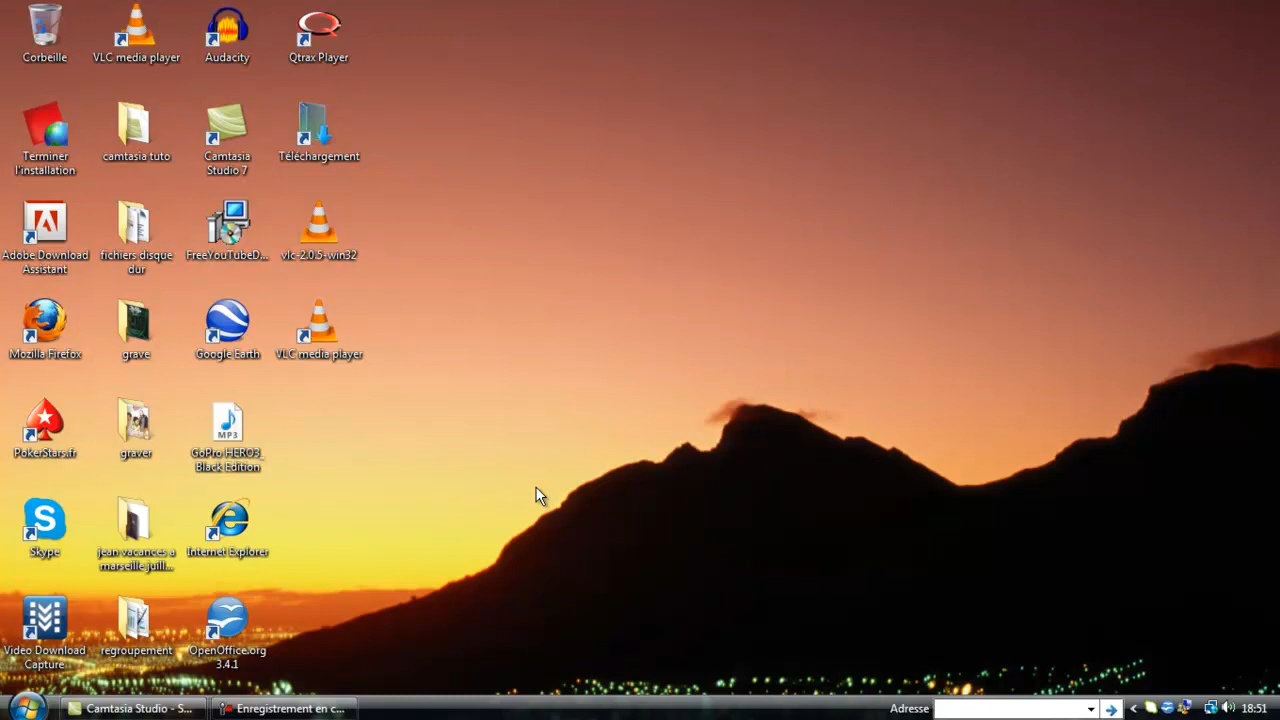 Corbeille
VLC media player
Audacity
Qtrax Player
Terminer
l'installation
camtasia tuto
Camtasia
Studio 7
Téléchargement
Adobe Download
Assistant
fichiers disque
dur
FreeYouTubeD...
vlc-2.0.5-win32
Mozilla Firefox
grave
Google Earth
VLC media player
PokerStars.fr
graver
MP3
GoPro HERO3_
Black Edition
Skype
jean vacances a
marseille juill...
Internet Explorer
Video Download
Capture
regroupement
OpenOffice.org
3.4.1
Camtasia Studio - S...
Enregistrement en c...
Adresse
18:51